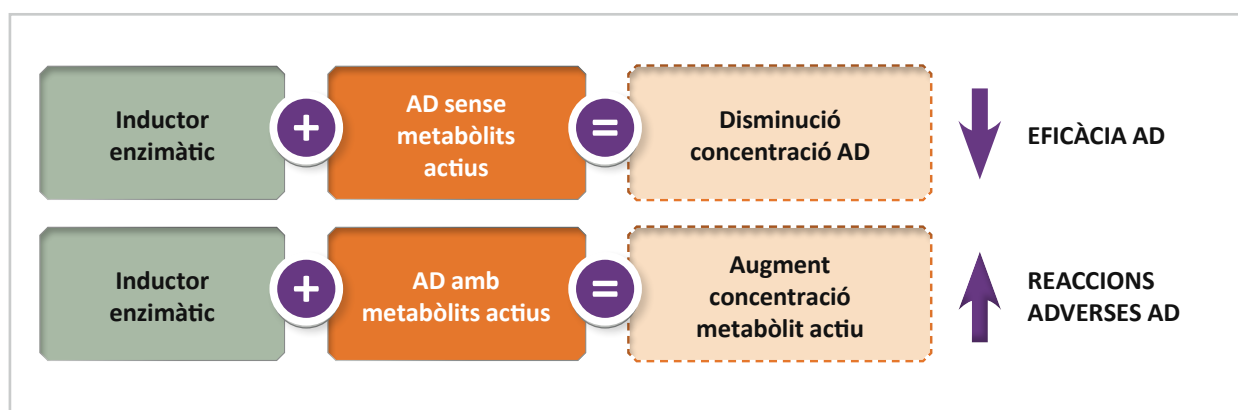 Inductor
enzimàtic
+
AD sense
metabòlits
actius
=
Disminució
concentració AD
EFICÀCIA AD
Inductor
enzimàtic
+
AD amb
metabòlits actius
=
Augment
concentració
metabòlit actiu
REACCIONS
ADVERSES AD